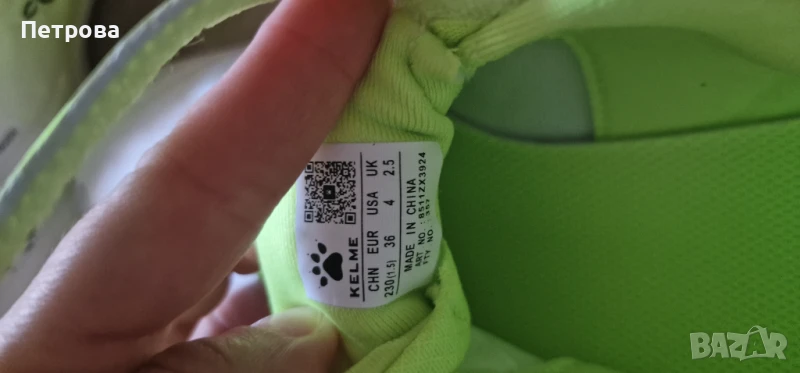 Петрова
KELME
CHN EUR USA UK
230(1.5) 36 4 2.5
MADE IN CHINA
ART NO.: 8511ZX3924
BAZAR